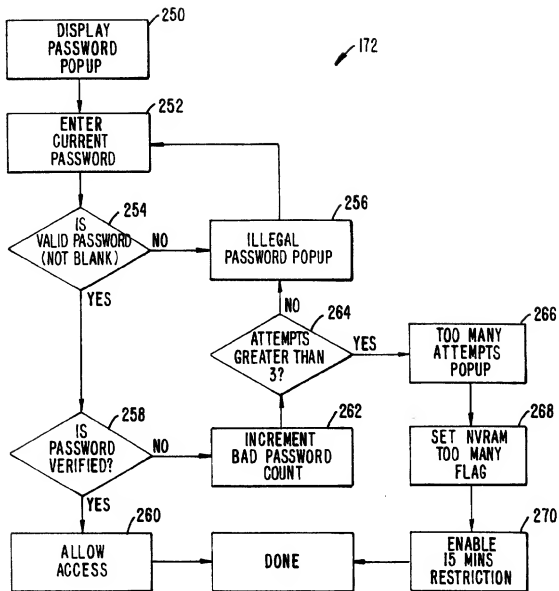 250
DISPLAY
PASSWORD
POPUP
172
252
ENTER
CURRENT
PASSWORD
254
IS
VALID PASSWORD
(NOT BLANK)
NO
YES
256
ILLEGAL
PASSWORD POPUP
NO
264
ATTEMPTS
GREATER THAN
3?
YES
266
TOO MANY
ATTEMPTS
POPUP
258
IS
PASSWORD
VERIFIED?
NO
YES
262
INCREMENT
BAD PASSWORD
COUNT
268
SET NVRAM
TOO MANY
FLAG
260
ALLOW
ACCESS
DONE
270
ENABLE
15 MINS
RESTRICTION